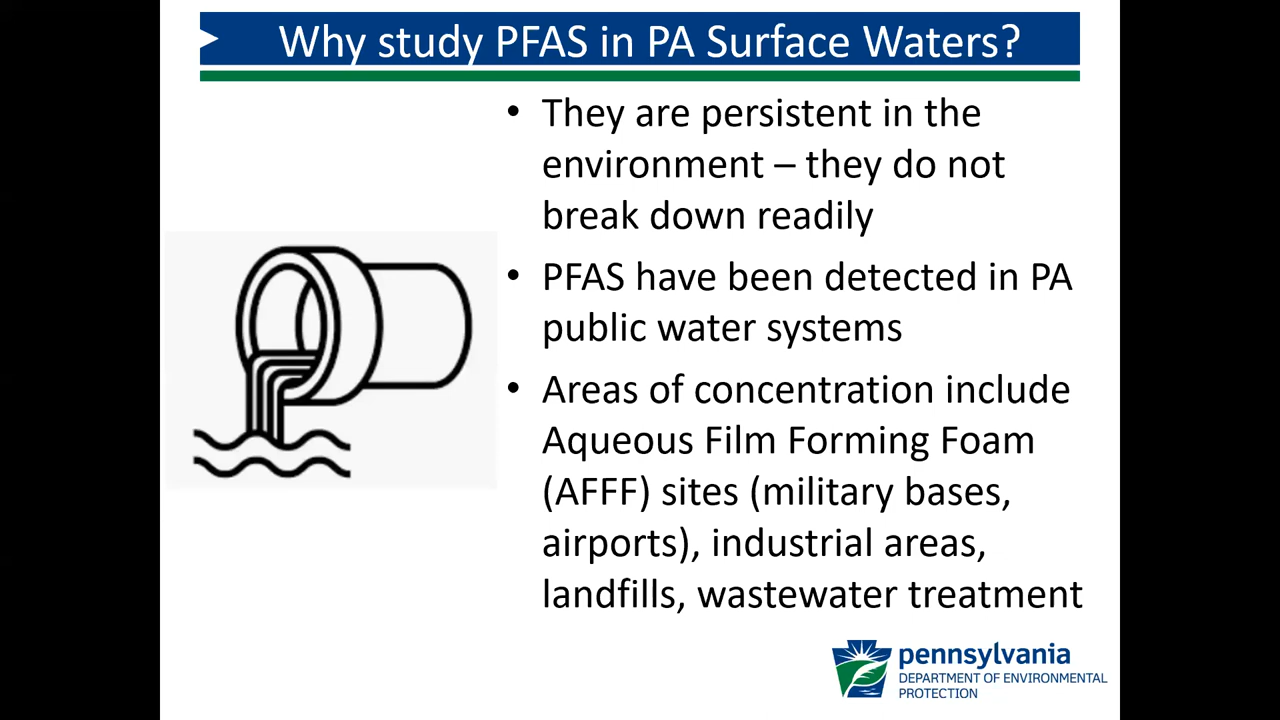 Why study PFAS in PA Surface Waters?
• They are persistent in the
environment – they do not
break down readily
• PFAS have been detected in PA
public water systems
• Areas of concentration include
Aqueous Film Forming Foam
(AFFF) sites (military bases,
airports), industrial areas,
landfills, wastewater treatment
pennsylvania
DEPARTMENT OF ENVIRONMENTAL
PROTECTION